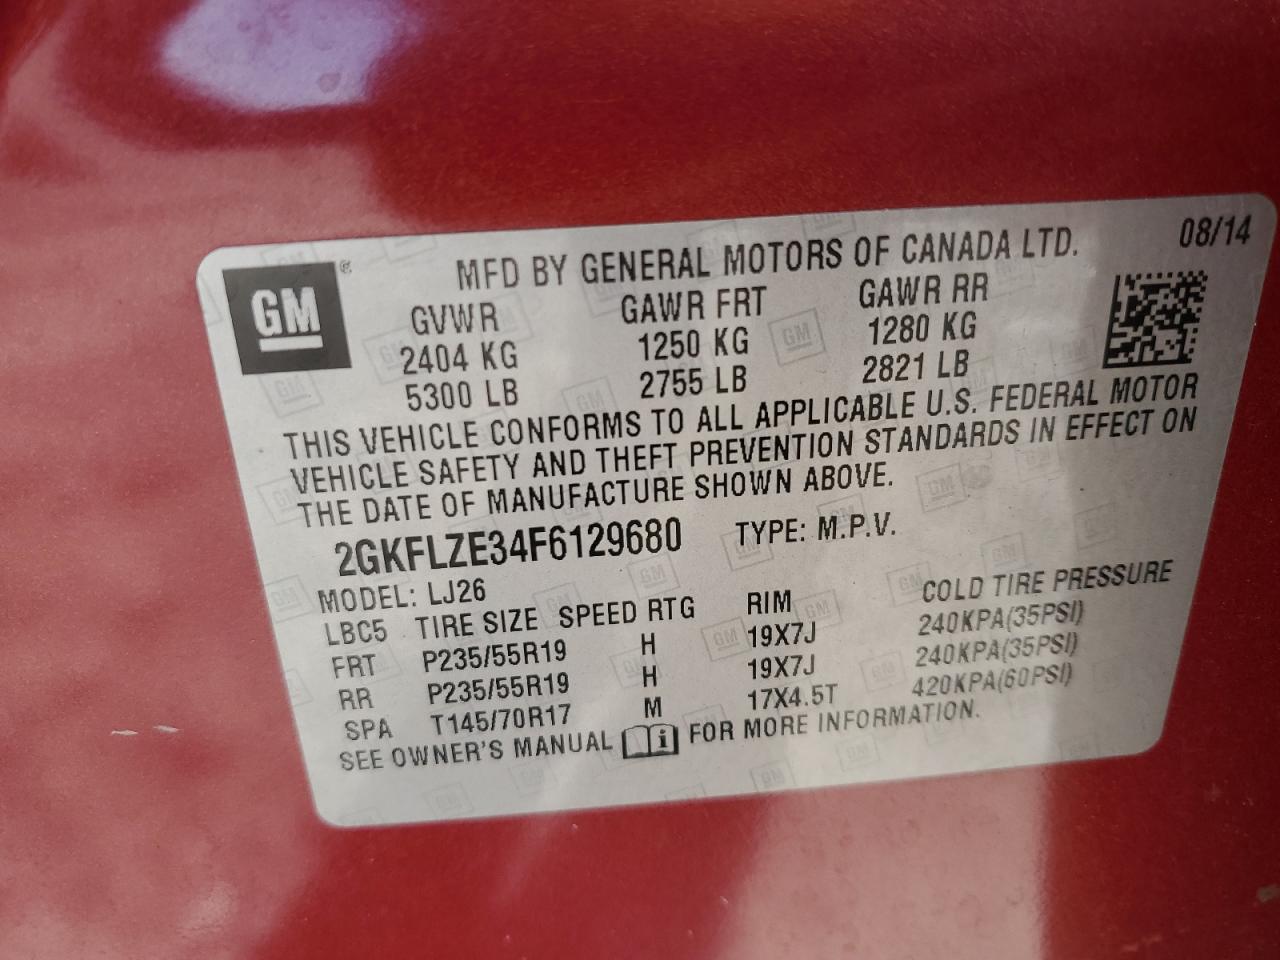 08/14
GM ®
MFD BY GENERAL MOTORS OF CANADA LTD.
GVWR GAWR FRT GAWR RR
2404 KG 1250 KG 1280 KG
5300 LB 2755 LB 2821 LB
THIS VEHICLE CONFORMS TO ALL APPLICABLE U.S. FEDERAL MOTOR
VEHICLE SAFETY AND THEFT PREVENTION STANDARDS IN EFFECT ON
THE DATE OF MANUFACTURE SHOWN ABOVE.
2GKFLZE34F6129680 TYPE: M.P.V.
MODEL: LJ26
LBC5 TIRE SIZE SPEED RTG RIM COLD TIRE PRESSURE
FRT P235/55R19 H 19X7J 240KPA(35PSI)
RR P235/55R19 H 19X7J 240KPA(35PSI)
SPA T145/70R17 M 17X4.5T 420KPA(60PSI)
SEE OWNER'S MANUAL i FOR MORE INFORMATION.